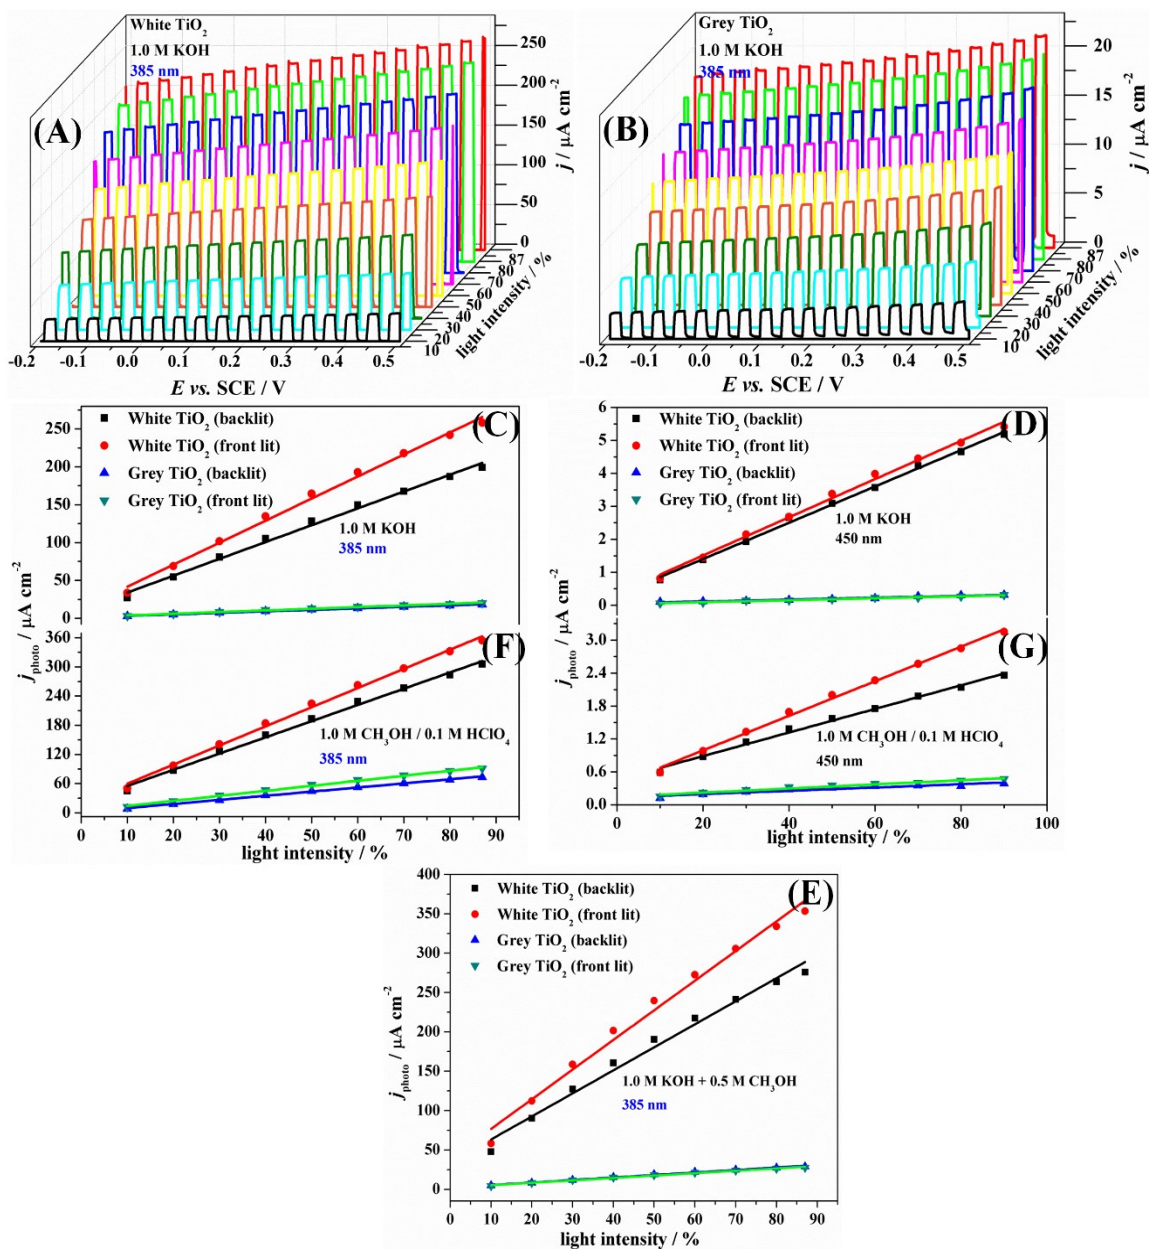 White TiO2
1.0 M KOH
385 nm
(A)
250
200
150
100
50
0
j / µA cm-2
87
80
70
60
50
40
30
20
10
light intensity / %
-0.2 -0.1 0.0 0.1 0.2 0.3 0.4 0.5
E vs. SCE / V
Grey TiO2
1.0 M KOH
385 nm
(B)
20
15
10
5
0
j / µA cm-2
87
80
70
60
50
40
30
20
10
light intensity / %
-0.2 -0.1 0.0 0.1 0.2 0.3 0.4 0.5
E vs. SCE / V
(C)
White TiO2 (backlit)
White TiO2 (front lit)
Grey TiO2 (backlit)
Grey TiO2 (front lit)
1.0 M KOH
385 nm
250
200
150
100
50
0
(D)
White TiO2 (backlit)
White TiO2 (front lit)
Grey TiO2 (backlit)
Grey TiO2 (front lit)
1.0 M KOH
450 nm
6
5
4
3
2
1
0
jphoto / µA cm-2
(F)
1.0 M CH3OH / 0.1 M HClO4
385 nm
360
300
240
180
120
60
0
0 10 20 30 40 50 60 70 80 90
light intensity / %
jphoto / µA cm-2
(G)
1.0 M CH3OH / 0.1 M HClO4
450 nm
3.0
2.4
1.8
1.2
0.6
0.0
0 20 40 60 80 100
light intensity / %
(E)
White TiO2 (backlit)
White TiO2 (front lit)
Grey TiO2 (backlit)
Grey TiO2 (front lit)
1.0 M KOH + 0.5 M CH3OH
385 nm
400
350
300
250
200
150
100
50
0
jphoto / µA cm-2
0 10 20 30 40 50 60 70 80 90
light intensity / %